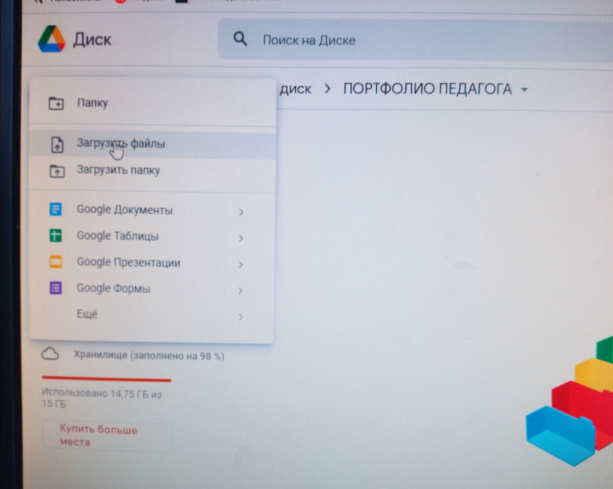 Диск
Поиск на Диске
диск > ПОРТФОЛИО ПЕДАГОГА
Папку
Загрузить файлы
Загрузить папку
Google Документы
Google Таблицы
Google Презентации
Google Формы
Ещё
Хранилище (заполнено на 98 %)
Использовано 14,75 ГБ из
15 ГБ
Купить больше
места